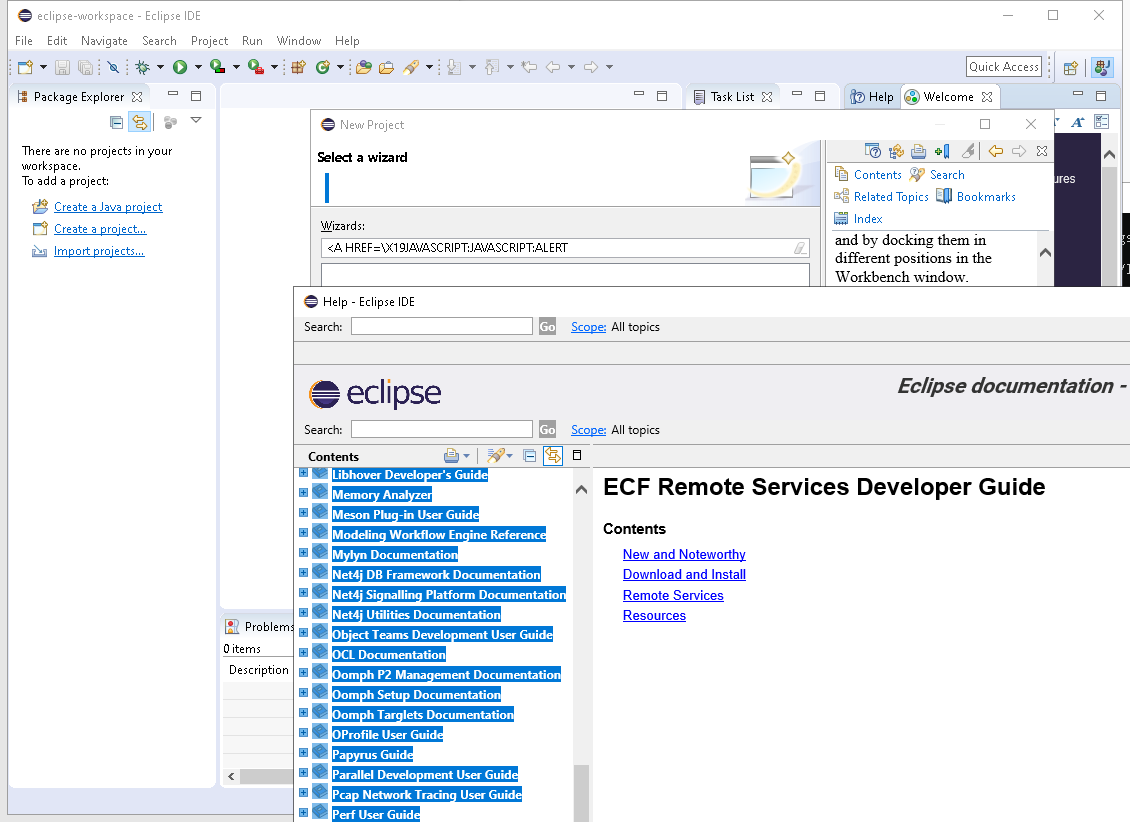 eclipse-workspace - Eclipse IDE
File Edit Navigate Search Project Run Window Help
Quick Access
Package Explorer
Task List
Help
Welcome
There are no projects in your
workspace.
To add a project:
Create a Java project
Create a project...
Import projects...
New Project
Select a wizard
Wizards:
<A HREF=\X19JAVASCRIPT:JAVASCRIPT:ALERT
Contents Search
Related Topics Bookmarks
Index
and by docking them in
different positions in the
Workbench window.
ures
Problems
0 items
Description
Help - Eclipse IDE
Search: Go Scope: All topics
eclipse
Eclipse documentation -
Search: Go Scope: All topics
Contents
Libhover Developer's Guide
Memory Analyzer
Meson Plug-in User Guide
Modeling Workflow Engine Reference
Mylyn Documentation
Net4j DB Framework Documentation
Net4j Signalling Platform Documentation
Net4j Utilities Documentation
Object Teams Development User Guide
OCL Documentation
Oomph P2 Management Documentation
Oomph Setup Documentation
Oomph Targlets Documentation
OProfile User Guide
Papyrus Guide
Parallel Development User Guide
Pcap Network Tracing User Guide
Perf User Guide
ECF Remote Services Developer Guide
Contents
New and Noteworthy
Download and Install
Remote Services
Resources